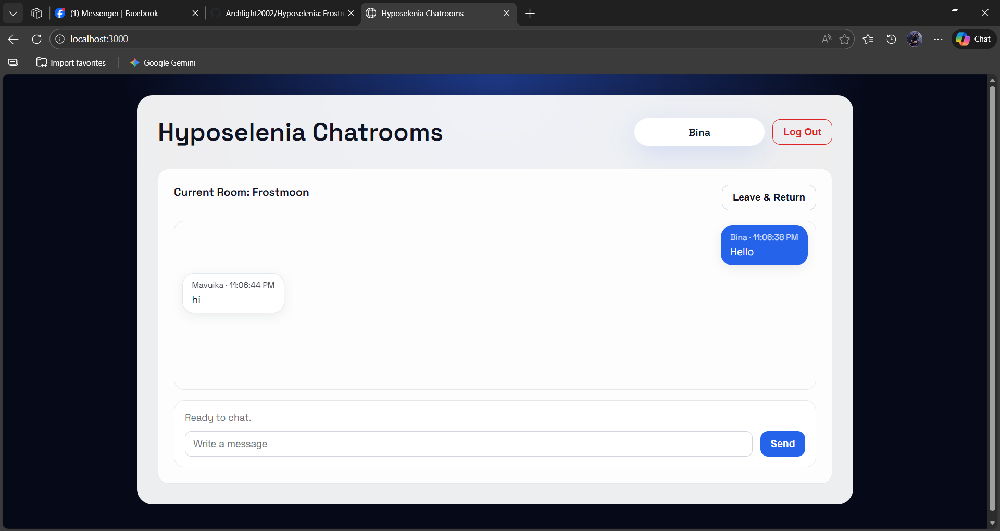 (1) Messenger | Facebook
Archlight2002/Hyposelenia: Frostm
Hyposelenia Chatrooms
localhost:3000
Chat
Import favorites
Google Gemini
Hyposelenia Chatrooms
Bina
Log Out
Current Room: Frostmoon
Leave & Return
Bina · 11:06:38 PM
Hello
Mavuika · 11:06:44 PM
hi
Ready to chat.
Write a message
Send